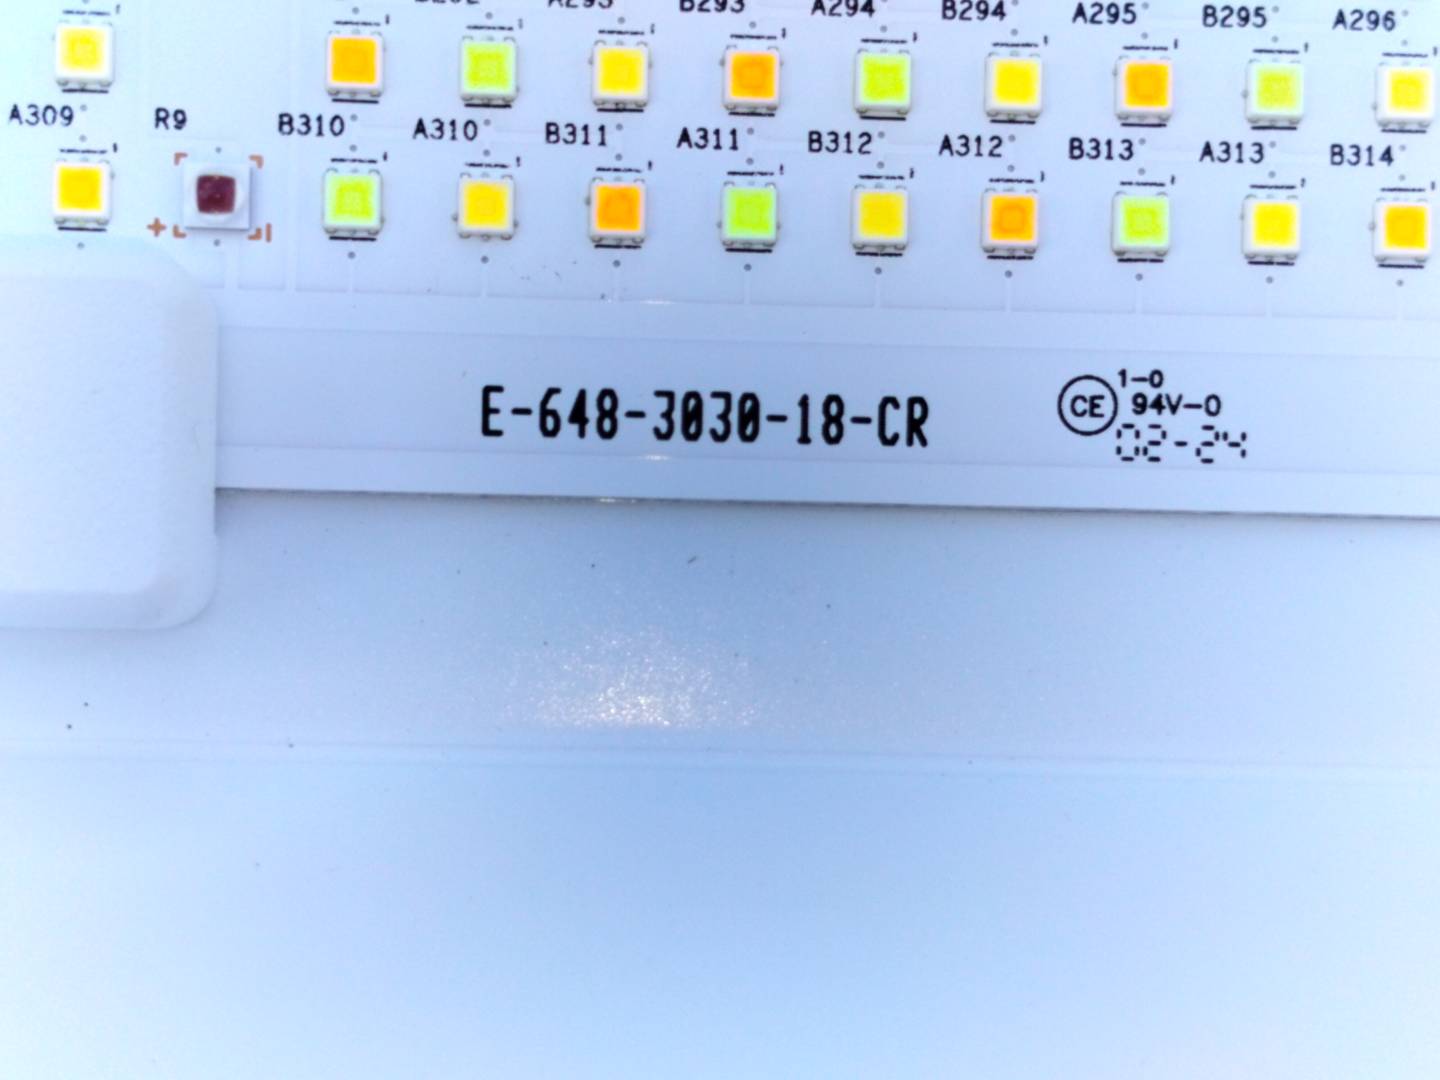 B293 A294 B294 A295 B295 A296
A309 R9 B310 A310 B311 A311 B312 A312 B313 A313 B314
E-648-3030-18-CR
CE
1-0
94V-0
02-24